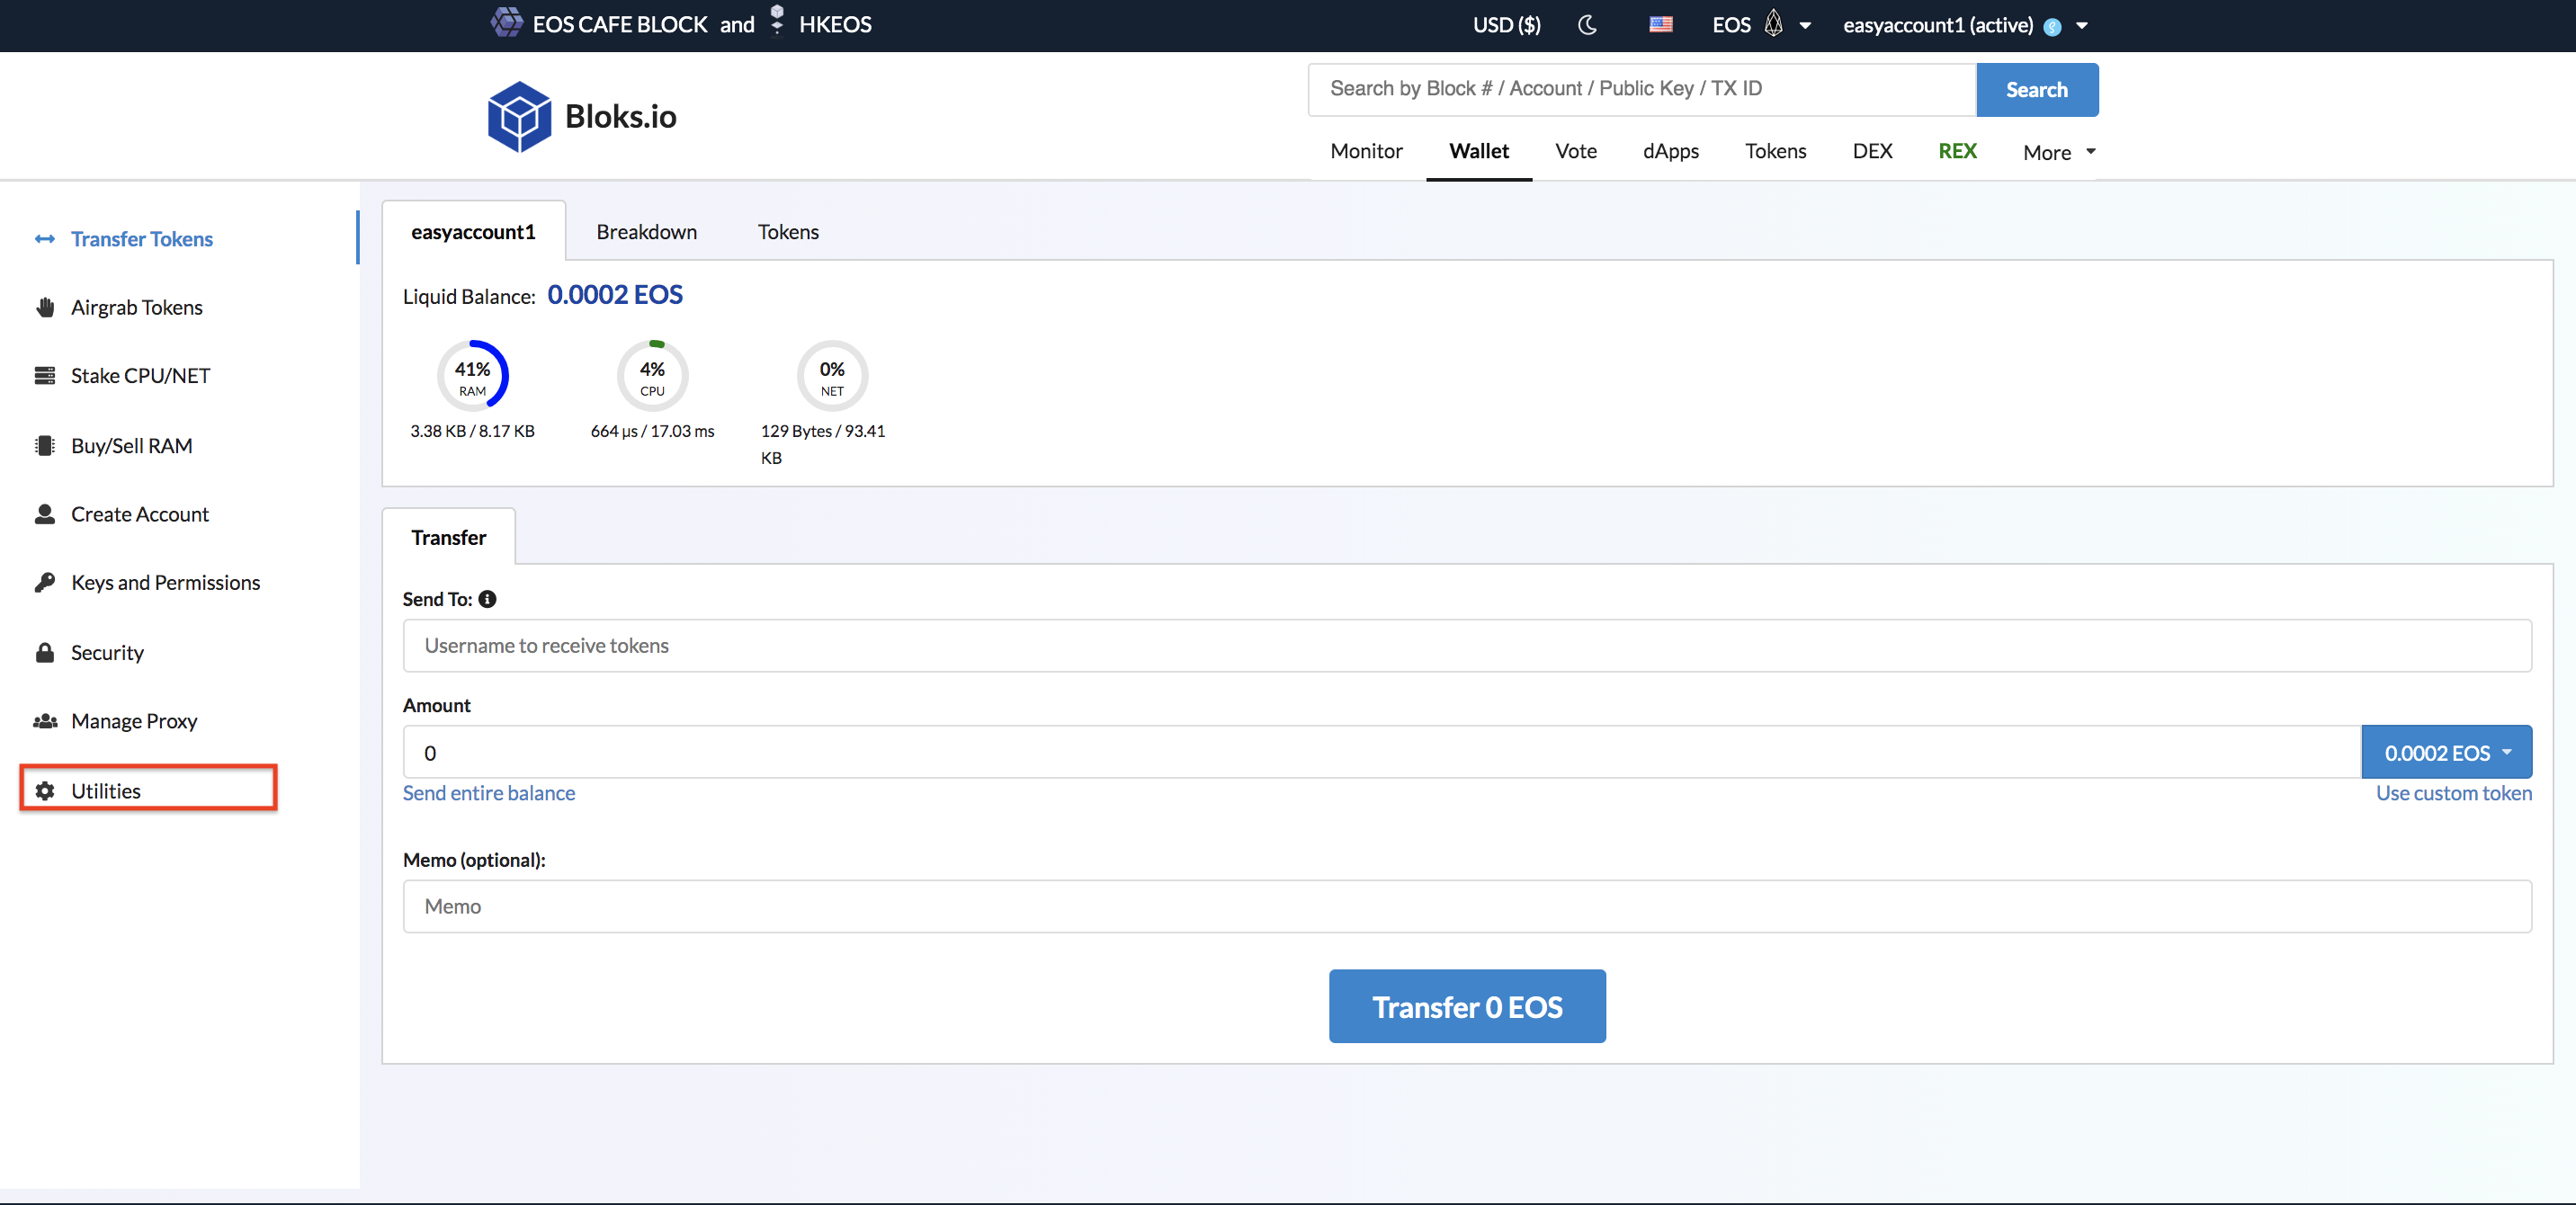 EOS CAFE BLOCK and HKEOS
USD ($) EOS easyaccount1 (active)
Bloks.io
Search by Block # / Account / Public Key / TX ID Search
Monitor Wallet Vote dApps Tokens DEX REX More
Transfer Tokens
Airgrab Tokens
Stake CPU/NET
Buy/Sell RAM
Create Account
Keys and Permissions
Security
Manage Proxy
Utilities
easyaccount1 Breakdown Tokens
Liquid Balance: 0.0002 EOS
41% 4% 0%
RAM CPU NET
3.38 KB / 8.17 KB 664 µs / 17.03 ms 129 Bytes / 93.41
KB
Transfer
Send To:
Username to receive tokens
Amount
0 0.0002 EOS
Send entire balance Use custom token
Memo (optional):
Memo
Transfer 0 EOS